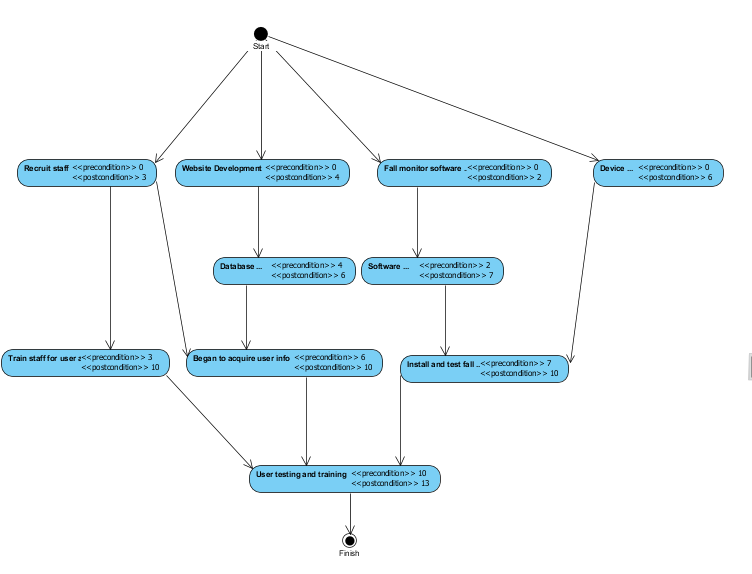 Start
Recruit staff <<precondition>> 0
<<postcondition>> 3
Website Development <<precondition>> 0
<<postcondition>> 4
Fall monitor software .. <<precondition>> 0
<<postcondition>> 2
Device ... <<precondition>> 0
<<postcondition>> 6
Database ... <<precondition>> 4
<<postcondition>> 6
Software ... <<precondition>> 2
<<postcondition>> 7
Train staff for user a <<precondition>> 3
<<postcondition>> 10
Began to acquire user info <<precondition>> 6
<<postcondition>> 10
Install and test fall .. <<precondition>> 7
<<postcondition>> 10
User testing and training <<precondition>> 10
<<postcondition>> 13
Finish